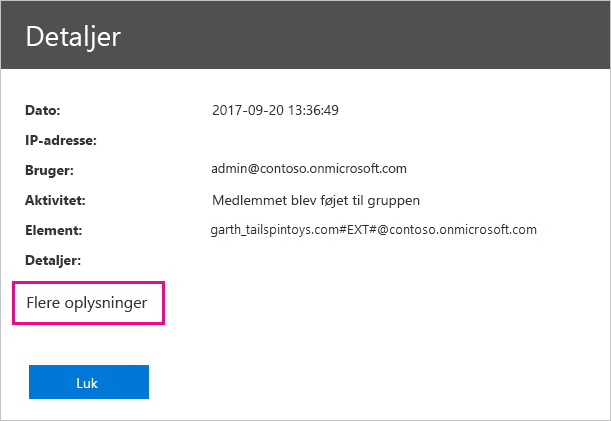 Detaljer
Dato: 2017-09-20 13:36:49
IP-adresse:
Bruger: admin@contoso.onmicrosoft.com
Aktivitet: Medlemmet blev føjet til gruppen
Element: garth_tailspintoys.com#EXT#@contoso.onmicrosoft.com
Detaljer:
Flere oplysninger
Luk